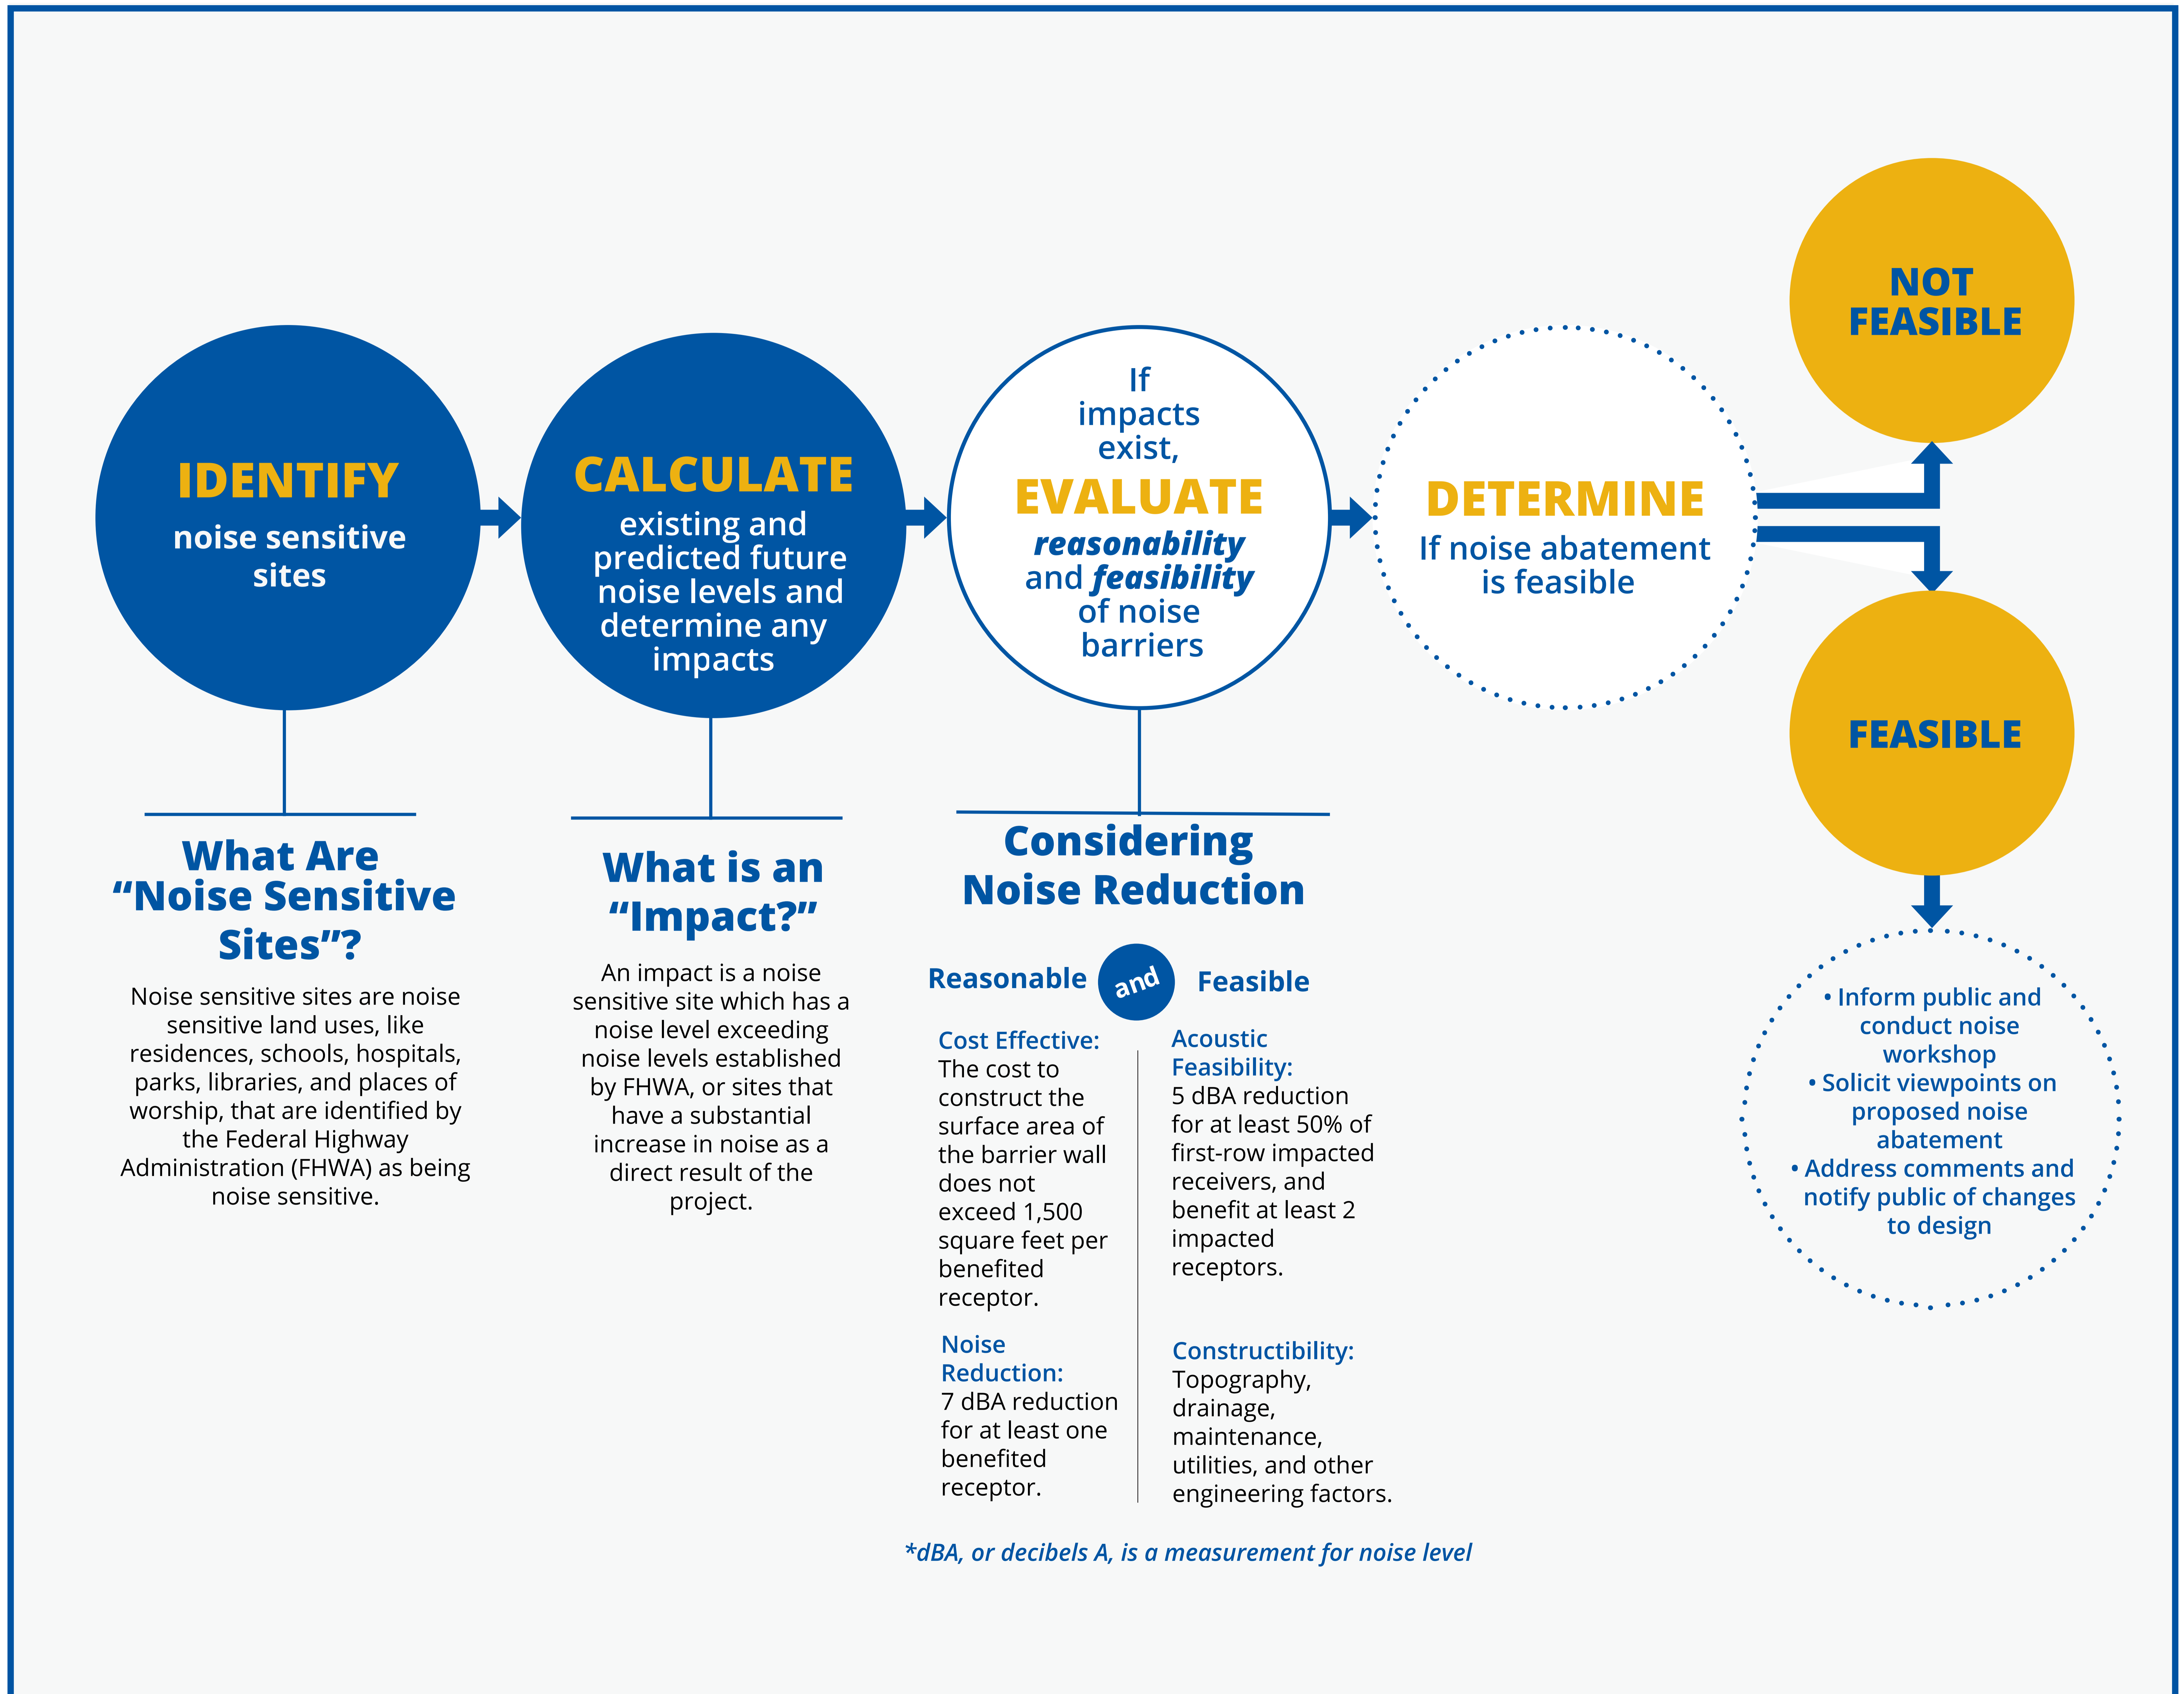 IDENTIFY
noise sensitive
sites
CALCULATE
existing and
predicted future
noise levels and
determine any
impacts
If
impacts
exist,
EVALUATE
reasonability
and feasibility
of noise
barriers
DETERMINE
If noise abatement
is feasible
NOT
FEASIBLE
FEASIBLE
• Inform public and
conduct noise
workshop
• Solicit viewpoints on
proposed noise
abatement
• Address comments and
notify public of changes
to design
What Are
“Noise Sensitive
Sites”?
Noise sensitive sites are noise
sensitive land uses, like
residences, schools, hospitals,
parks, libraries, and places of
worship, that are identified by
the Federal Highway
Administration (FHWA) as being
noise sensitive.
What is an
“Impact?”
An impact is a noise
sensitive site which has a
noise level exceeding
noise levels established
by FHWA, or sites that
have a substantial
increase in noise as a
direct result of the
project.
Considering
Noise Reduction
Reasonable and Feasible
Cost Effective:
The cost to
construct the
surface area of
the barrier wall
does not
exceed 1,500
square feet per
benefited
receptor.
Noise
Reduction:
7 dBA reduction
for at least one
benefited
receptor.
Acoustic
Feasibility:
5 dBA reduction
for at least 50% of
first-row impacted
receivers, and
benefit at least 2
impacted
receptors.
Constructibility:
Topography,
drainage,
maintenance,
utilities, and other
engineering factors.
*dBA, or decibels A, is a measurement for noise level